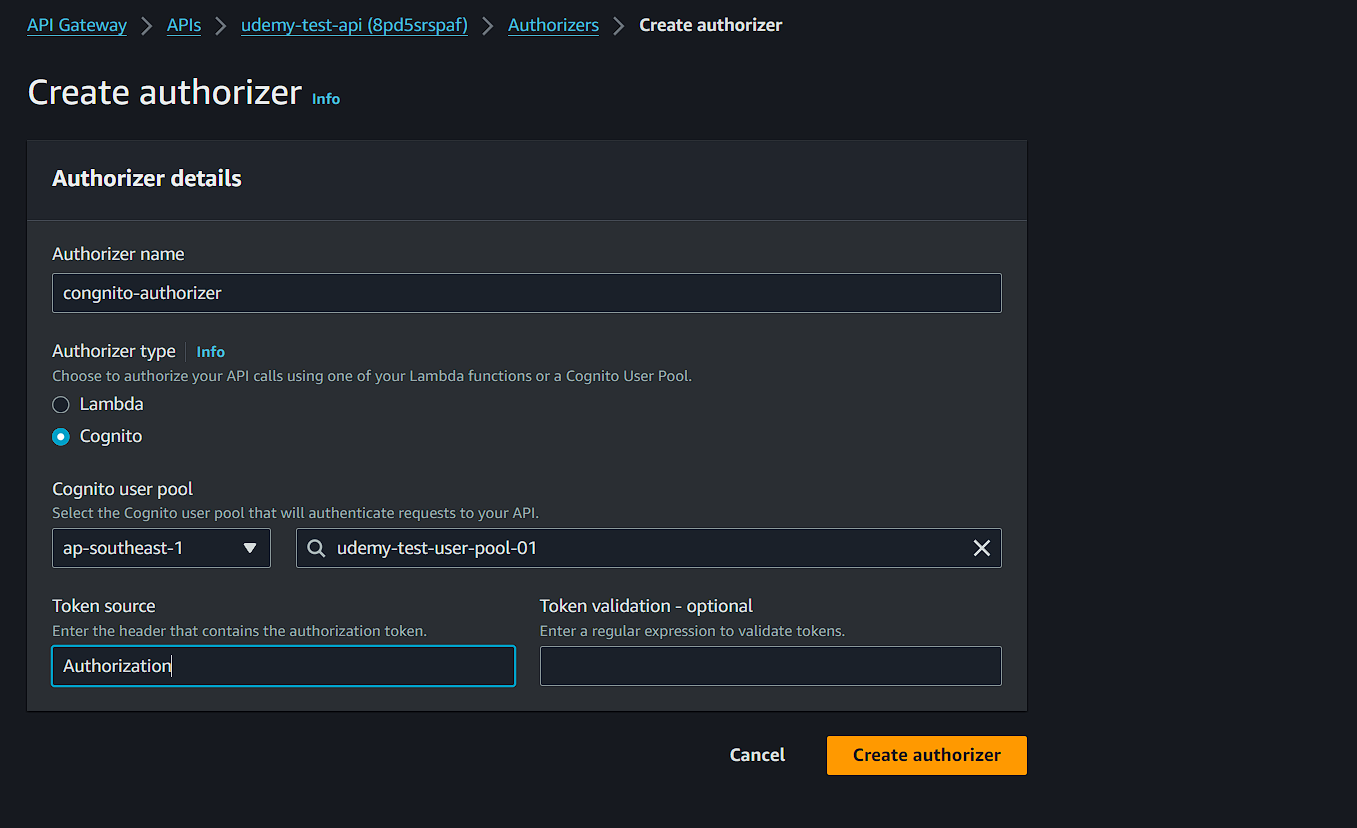 API Gateway > APIs > udemy-test-api (8pd5srspaf) > Authorizers > Create authorizer
Create authorizer Info
Authorizer details
Authorizer name
congnito-authorizer
Authorizer type Info
Choose to authorize your API calls using one of your Lambda functions or a Cognito User Pool.
Lambda
Cognito
Cognito user pool
Select the Cognito user pool that will authenticate requests to your API.
ap-southeast-1 udemy-test-user-pool-01
Token source Token validation - optional
Enter the header that contains the authorization token. Enter a regular expression to validate tokens.
Authorization
Cancel Create authorizer